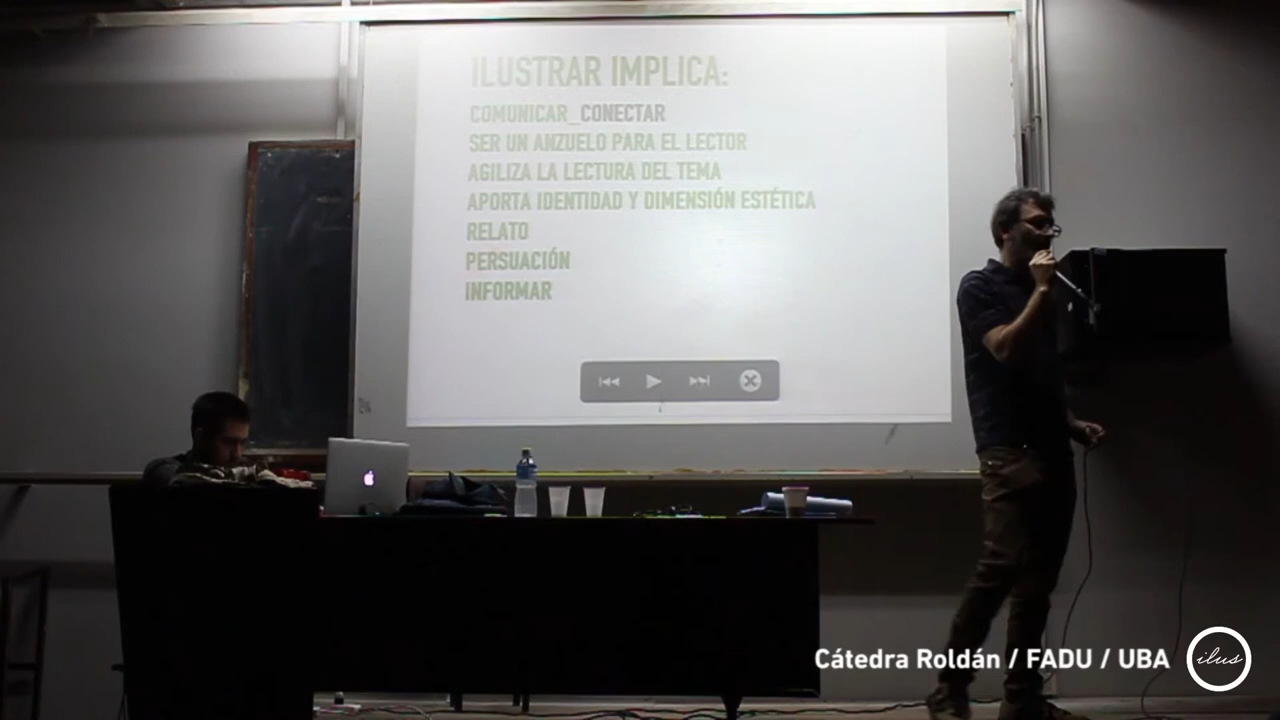 ILUSTRAR IMPLICA:
COMUNICAR_CONECTAR
SER UN ANZUELO PARA EL LECTOR
AGILIZA LA LECTURA DEL TEMA
APORTA IDENTIDAD Y DIMENSIÓN ESTÉTICA
RELATO
PERSUACIÓN
INFORMAR
Cátedra Roldán / FADU / UBA
ilus